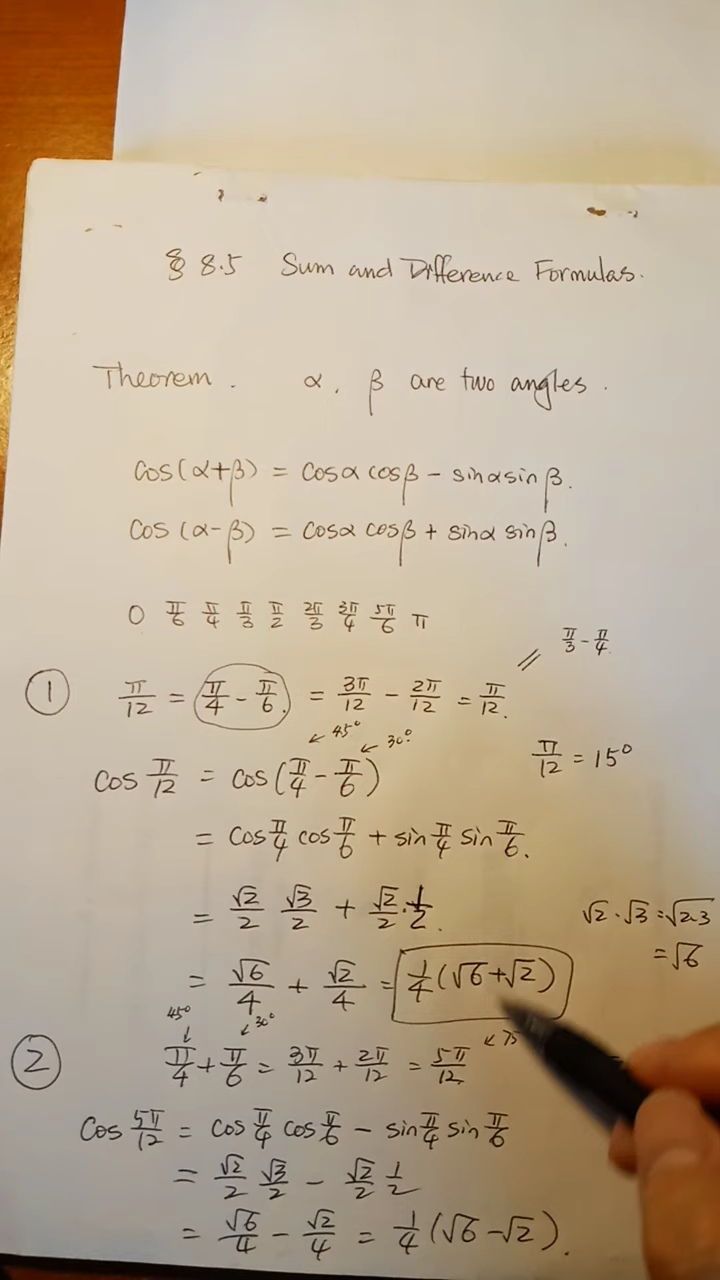 § 8.5 Sum and Difference Formulas.
Theorem. α, β are two angles.
cos(α+β) = cosα cosβ − sinα sinβ.
cos(α−β) = cosα cosβ + sinα sinβ.
0 π/6 π/4 π/3 π/2 2π/3 3π/4 5π/6 π
// π/3 − π/4
① π/12 = π/4 − π/6. = 3π/12 − 2π/12 = π/12.
↙ 45° ↙ 30°
π/12 = 15°
cos π/12 = cos(π/4 − π/6)
= cos π/4 cos π/6 + sin π/4 sin π/6.
= √2/2 √3/2 + √2/2 · 1/2.
√2 · √3 = √2·3
= √6
= √6/4 + √2/4 = 1/4(√6+√2)
45° ↓ ↙ 30°
② π/4 + π/6 = 3π/12 + 2π/12 = 5π/12
cos 5π/12 = cos π/4 cos π/6 − sin π/4 sin π/6
= √2/2 √3/2 − √2/2 1/2
= √6/4 − √2/4 = 1/4(√6−√2).